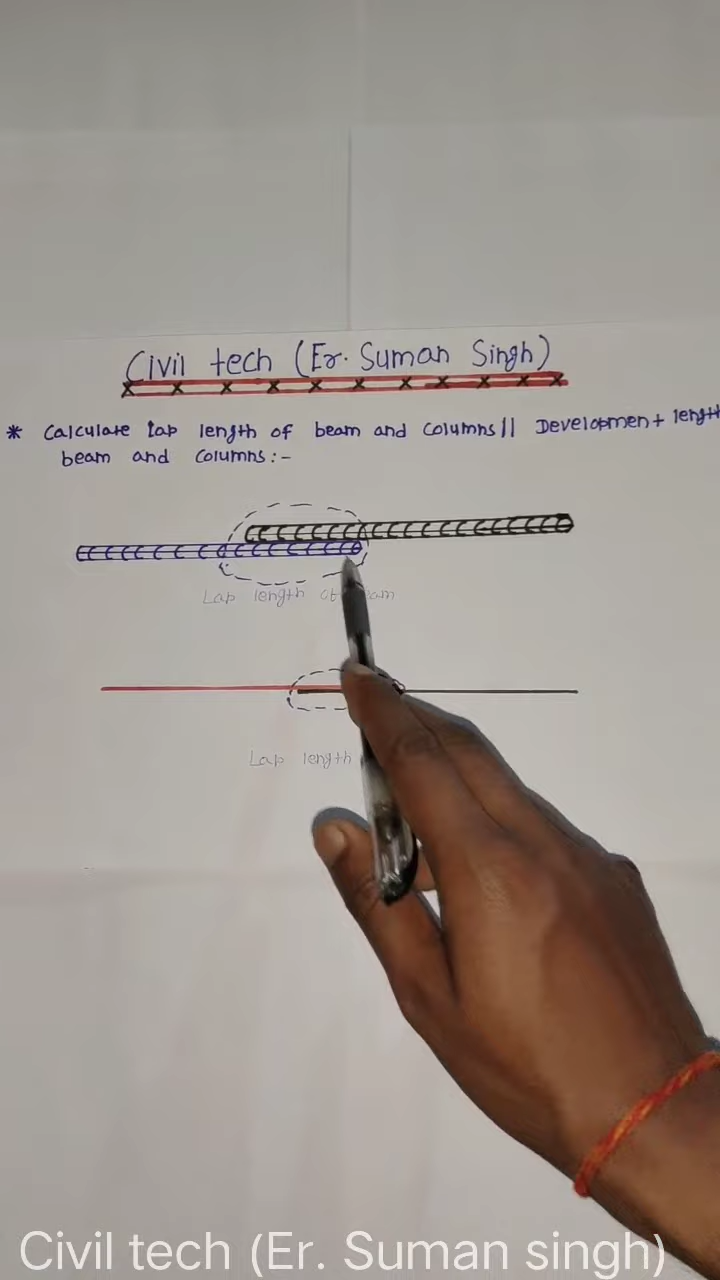 Civil tech (Er. Suman Singh)
* Calculate Lap length of beam and columns || Development length
beam and columns :-
Lap length of
Lap length
Civil tech (Er. Suman singh)